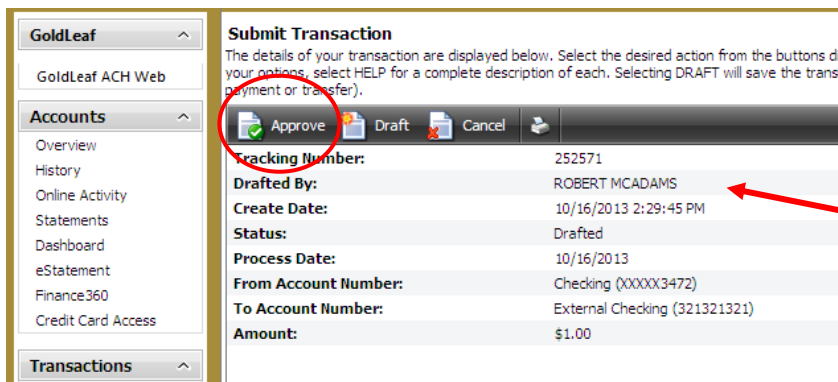 GoldLeaf
GoldLeaf ACH Web
Accounts
Overview
History
Online Activity
Statements
Dashboard
eStatement
Finance360
Credit Card Access
Transactions
Submit Transaction
The details of your transaction are displayed below. Select the desired action from the buttons
your options, select HELP for a complete description of each. Selecting DRAFT will save the
payment or transfer).
Approve Draft Cancel
Tracking Number: 252571
Drafted By: ROBERT MCADAMS
Create Date: 10/16/2013 2:29:45 PM
Status: Drafted
Process Date: 10/16/2013
From Account Number: Checking (XXXXX3472)
To Account Number: External Checking (321321321)
Amount: $1.00